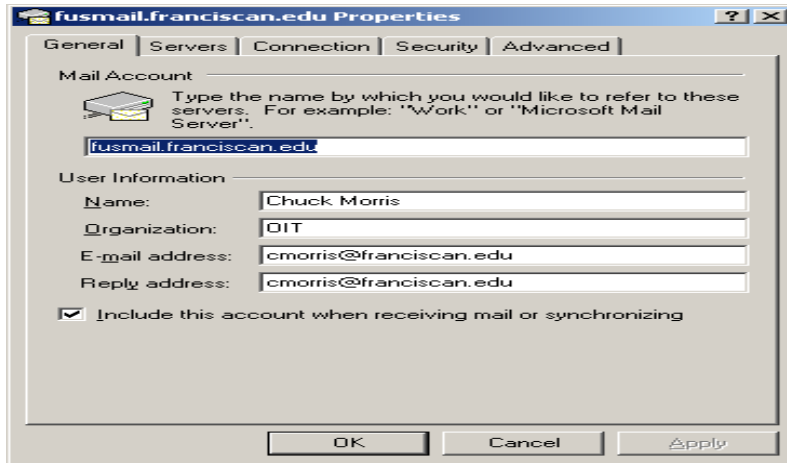 fusmail.franciscan.edu Properties
General Servers Connection Security Advanced
Mail Account
Type the name by which you would like to refer to these
servers. For example: "Work" or "Microsoft Mail
Server".
fusmail.franciscan.edu
User Information
Name: Chuck Morris
Organization: OIT
E-mail address: cmorris@franciscan.edu
Reply address: cmorris@franciscan.edu
Include this account when receiving mail or synchronizing
OK Cancel Apply